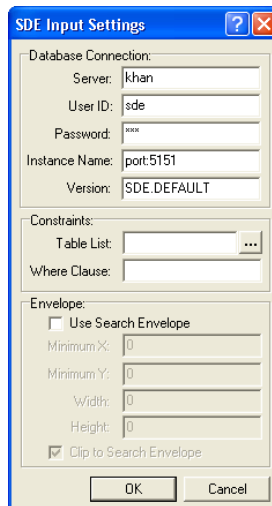 SDE Input Settings
Database Connection:
Server: khan
User ID: sde
Password: ***
Instance Name: port:5151
Version: SDE.DEFAULT
Constraints:
Table List: ...
Where Clause:
Envelope:
Use Search Envelope
Minimum X: 0
Minimum Y: 0
Width: 0
Height: 0
Clip to Search Envelope
OK Cancel